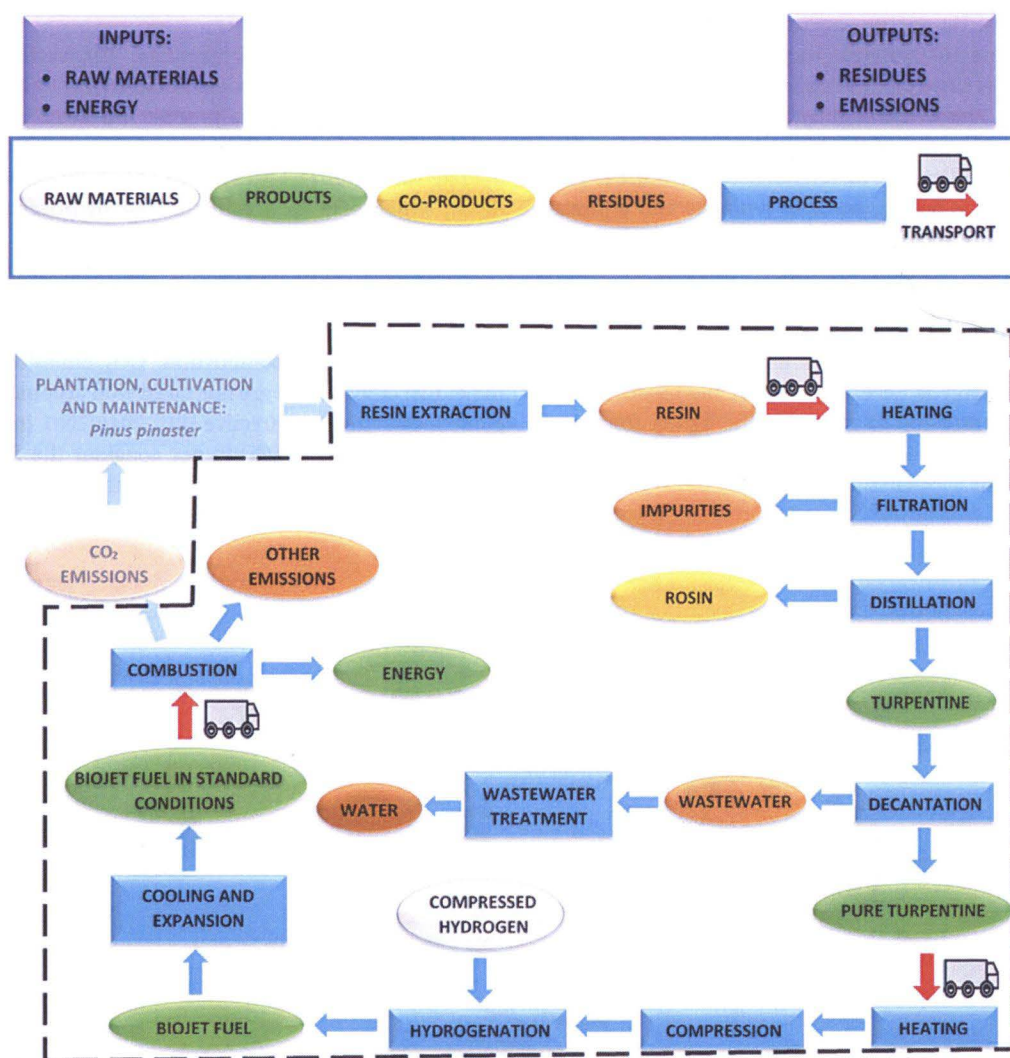 INPUTS:
• RAW MATERIALS
• ENERGY
OUTPUTS:
• RESIDUES
• EMISSIONS
RAW MATERIALS
PRODUCTS
CO-PRODUCTS
RESIDUES
PROCESS
TRANSPORT
PLANTATION, CULTIVATION
AND MAINTENANCE:
Pinus pinaster
RESIN EXTRACTION
RESIN
HEATING
IMPURITIES
FILTRATION
CO₂
EMISSIONS
OTHER
EMISSIONS
ROSIN
DISTILLATION
COMBUSTION
ENERGY
TURPENTINE
BIOJET FUEL IN STANDARD
CONDITIONS
WATER
WASTEWATER
TREATMENT
WASTEWATER
DECANTATION
COOLING AND
EXPANSION
COMPRESSED
HYDROGEN
PURE TURPENTINE
BIOJET FUEL
HYDROGENATION
COMPRESSION
HEATING